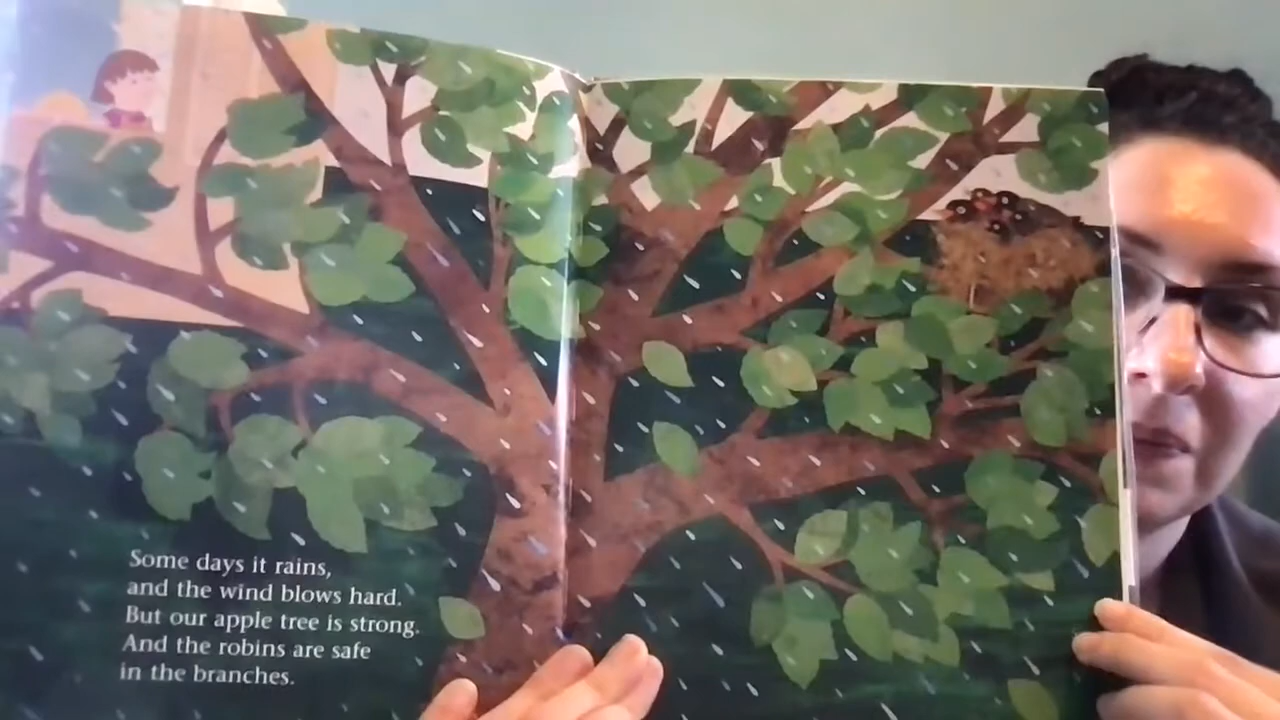 Some days it rains,
and the wind blows hard.
But our apple tree is strong.
And the robins are safe
in the branches.